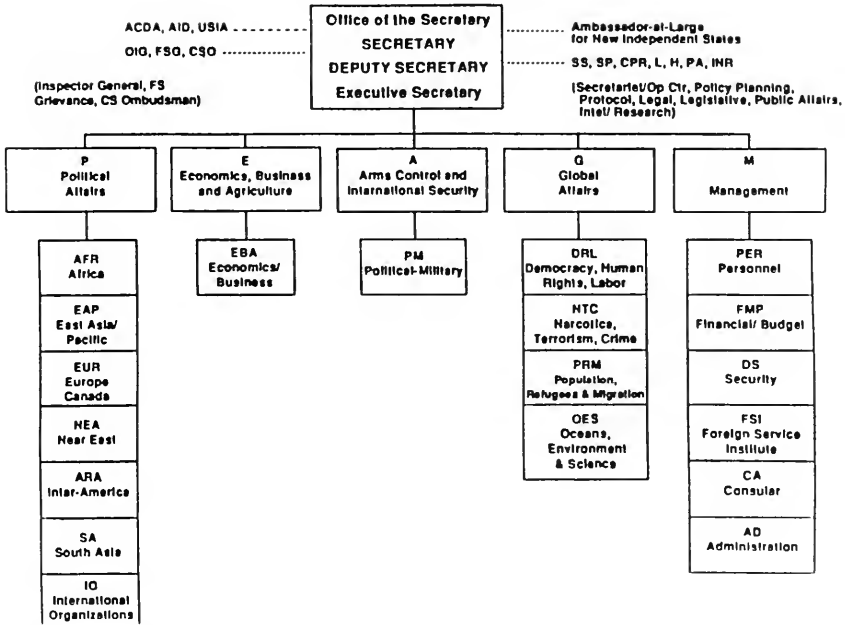 Office of the Secretary
SECRETARY
DEPUTY SECRETARY
Executive Secretary
ACDA, AID, USIA
OIG, FSG, CSO
(Inspector General, FS
Grievance, CS Ombudsman)
Ambassador-at-Large
for New Independent States
SS, SP, CPR, L, H, PA, INR
(Secretariet/Op Ctr, Policy Planning,
Protocol, Legal, Legislative, Public Affairs,
Intel/ Research)
P
Political
Affairs
E
Economics, Business
and Agriculture
A
Arms Control and
International Security
G
Global
Affairs
M
Management
AFR
Africa
EAP
East Asia/
Pacific
EUR
Europe
Canada
NEA
Near East
ARA
Inter-America
SA
South Asia
IO
International
Organizations
EBA
Economics/
Business
PM
Political-Military
DRL
Democracy, Human
Rights, Labor
NTC
Narcotics,
Terrorism, Crime
PRM
Population,
Refugees & Migration
OES
Oceans,
Environment
& Science
PER
Personnel
FMP
Financial/ Budget
DS
Security
FSI
Foreign Service
Institute
CA
Consular
AD
Administration